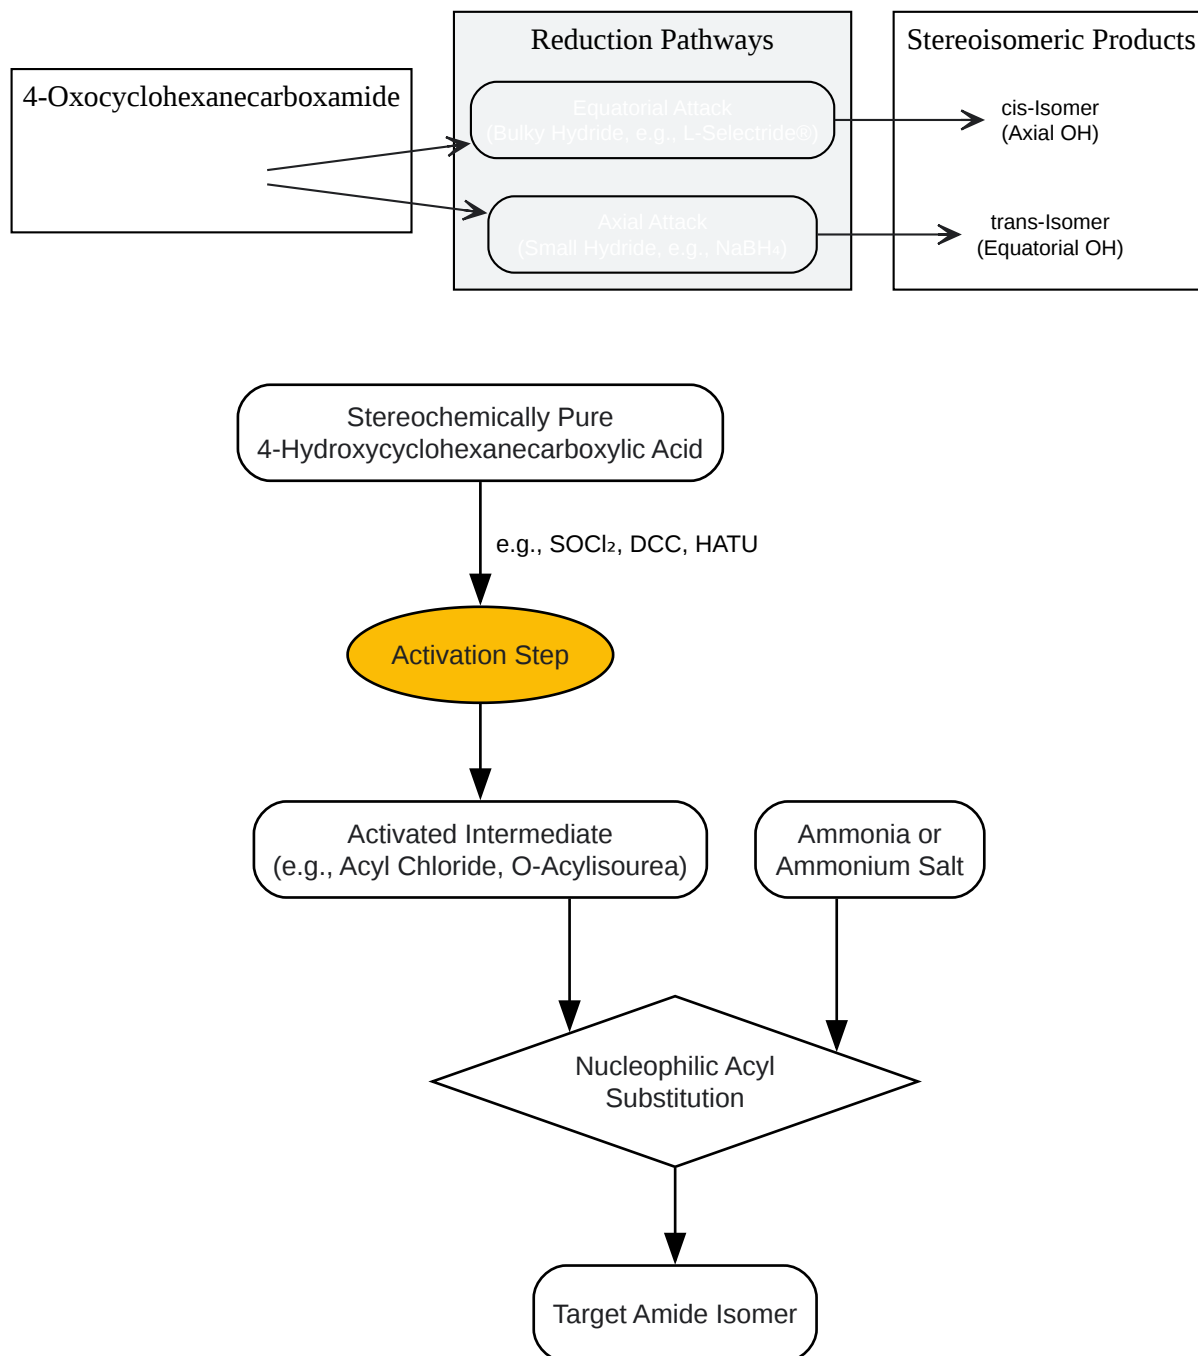 4-Oxocyclohexanecarboxamide
Reduction Pathways
Equatorial Attack
(Bulky Hydride, e.g., L-Selectride®)
Axial Attack
(Small Hydride, e.g., NaBH₄)
Stereoisomeric Products
cis-Isomer
(Axial OH)
trans-Isomer
(Equatorial OH)
Stereochemically Pure
4-Hydroxycyclohexanecarboxylic Acid
e.g., SOCl₂, DCC, HATU
Activation Step
Activated Intermediate
(e.g., Acyl Chloride, O-Acylisourea)
Ammonia or
Ammonium Salt
Nucleophilic Acyl
Substitution
Target Amide Isomer